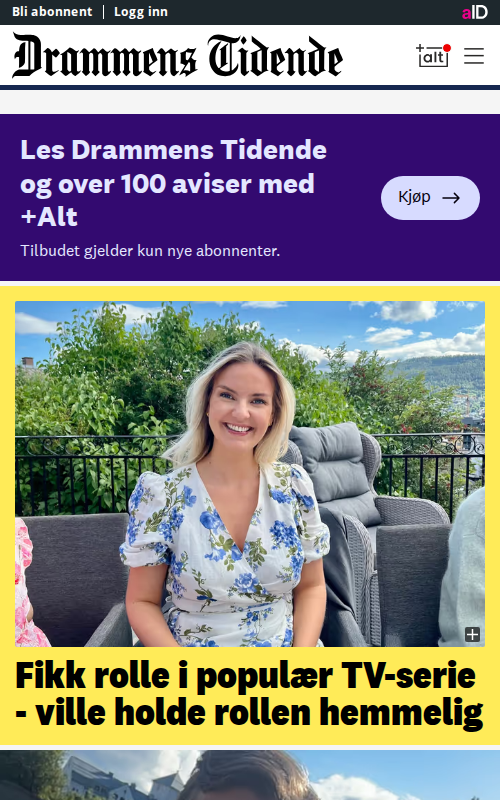 Bli abonnent | Logg inn
aID
Drammens Tidende
+alt
Les Drammens Tidende
og over 100 aviser med
+Alt
Kjøp →
Tilbudet gjelder kun nye abonnenter.
Fikk rolle i populær TV-serie
- ville holde rollen hemmelig